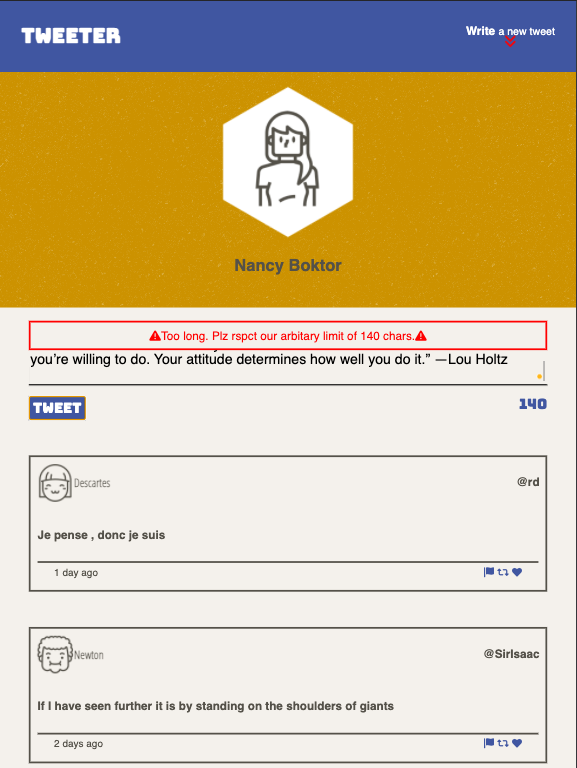 TWEETER
Write a new tweet
Nancy Boktor
Too long. Plz rspct our arbitary limit of 140 chars.
you’re willing to do. Your attitude determines how well you do it.” —Lou Holtz
TWEET
140
Descartes
@rd
Je pense , donc je suis
1 day ago
Newton
@SirIsaac
If I have seen further it is by standing on the shoulders of giants
2 days ago